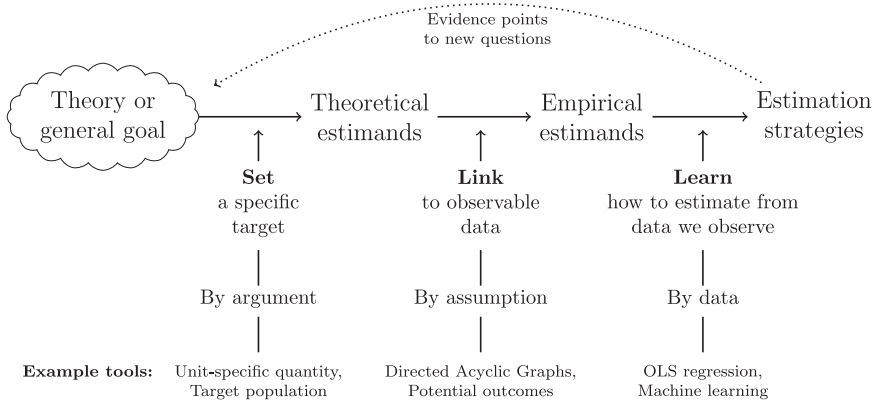 Evidence points
to new questions
Theory or
general goal
Theoretical
estimands
Empirical
estimands
Estimation
strategies
Set
a specific
target
Link
to observable
data
Learn
how to estimate from
data we observe
By argument
By assumption
By data
Example tools:
Unit-specific quantity,
Target population
Directed Acyclic Graphs,
Potential outcomes
OLS regression,
Machine learning